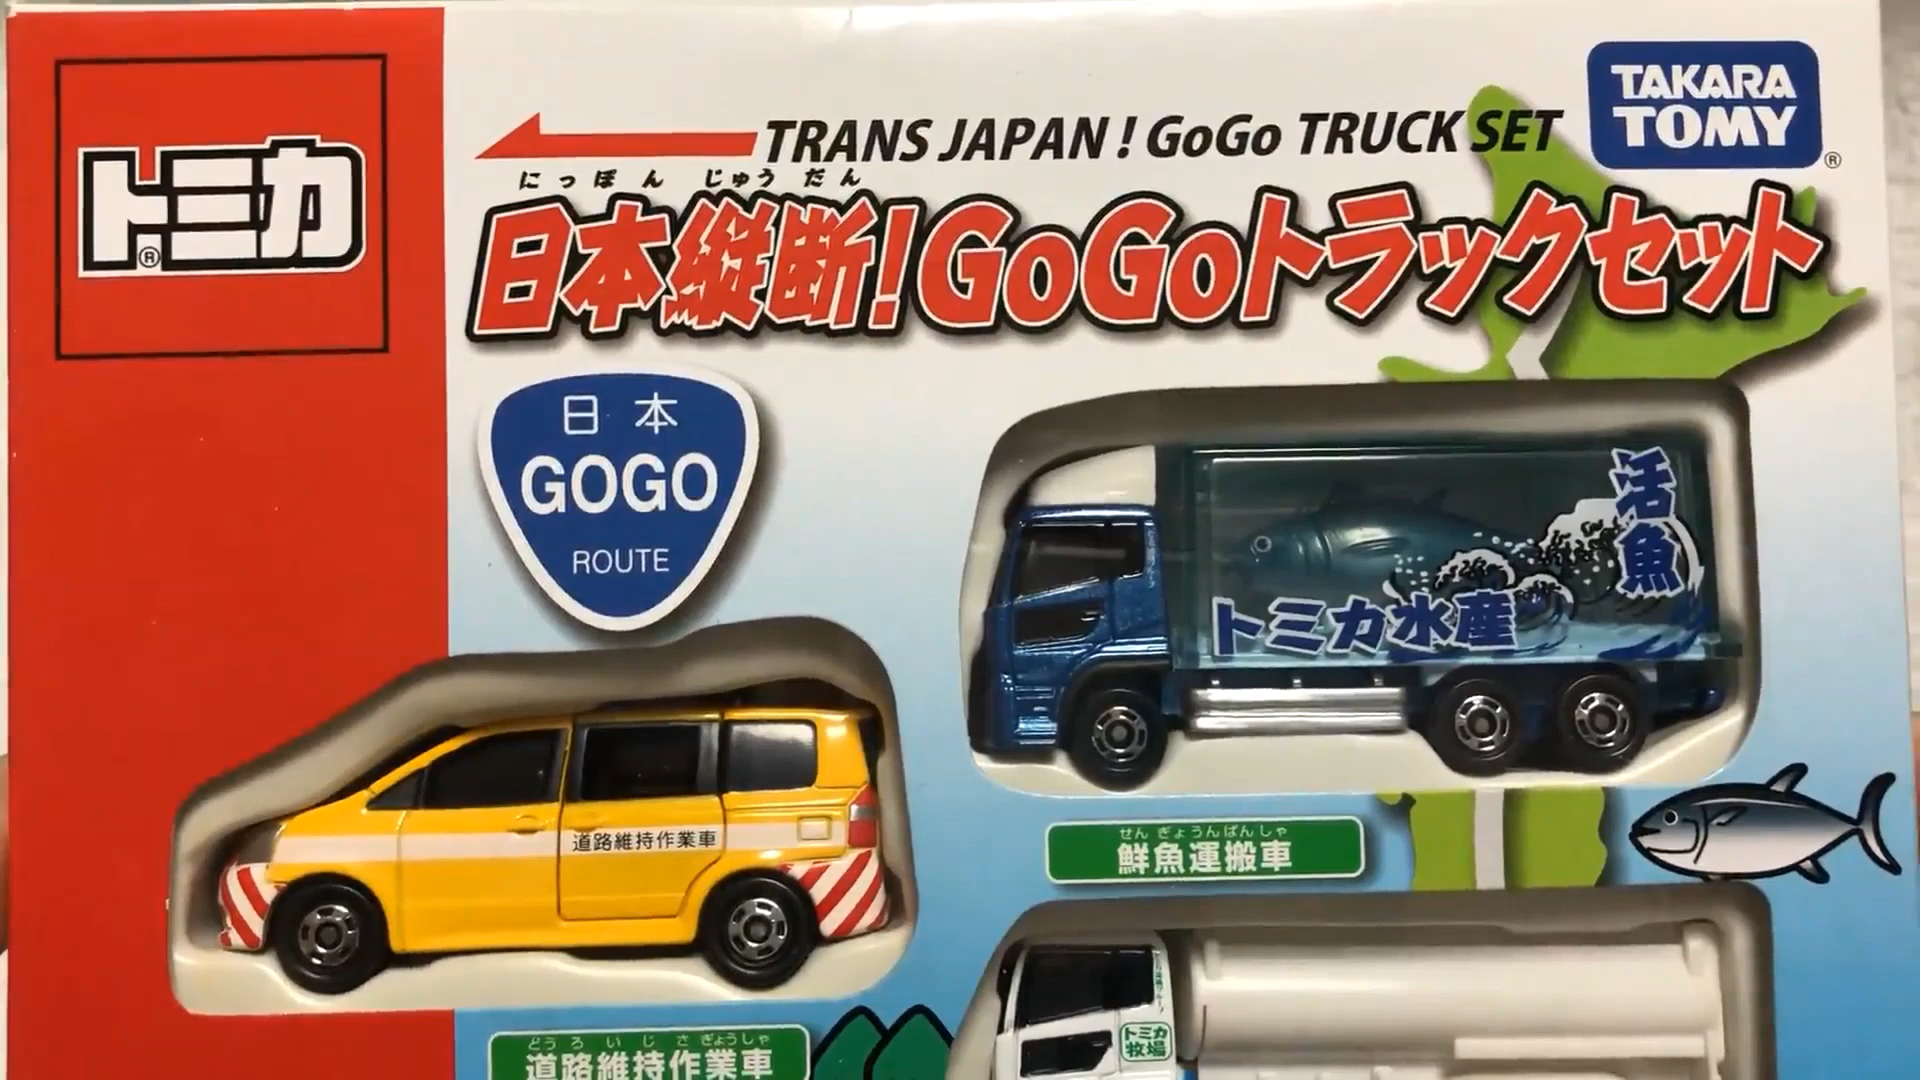 トミカ®
TRANS JAPAN! GoGo TRUCK SET
TAKARA
TOMY®
にっぽん じゅうだん
日本縦断!GoGoトラックセット
日本
GOGO
ROUTE
活魚
トミカ水産
道路維持作業車
せんぎょうんぱんしゃ
鮮魚運搬車
トミカ
牧場
どうろいじさぎょうしゃ
道路維持作業車